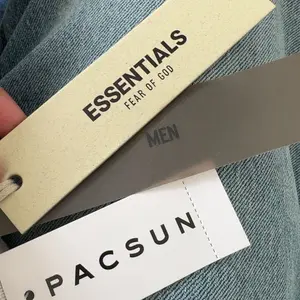 ESSENTIALS
FEAR OF GOD
MEN
PACSUN